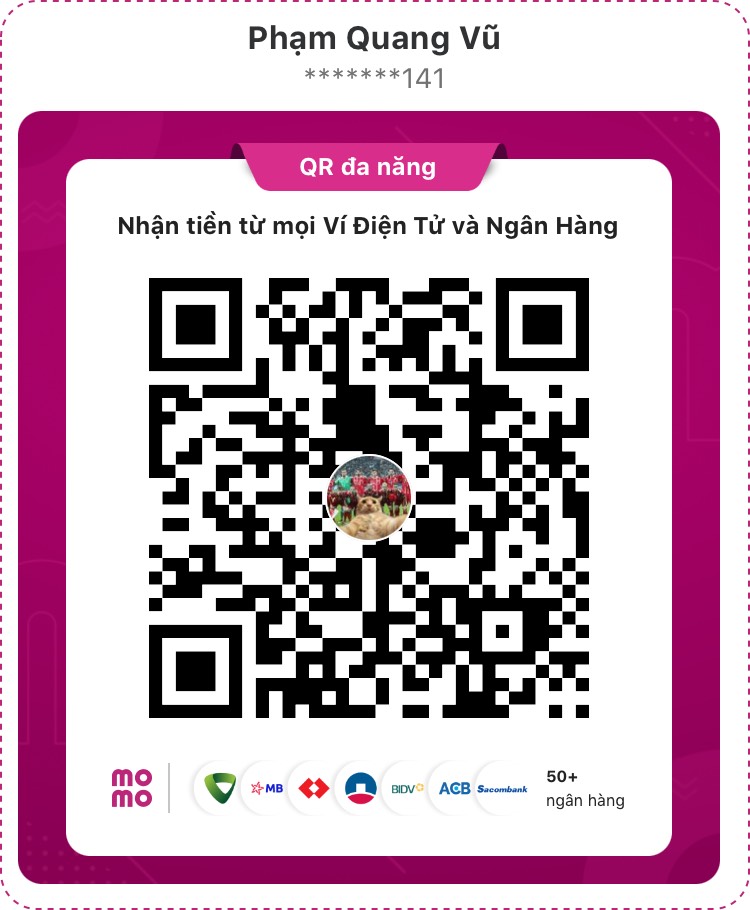 Phạm Quang Vũ
*******141
QR đa năng
Nhận tiền từ mọi Ví Điện Tử và Ngân Hàng
mo
mo
MB
BIDV
ACB
Sacombank
50+
ngân hàng